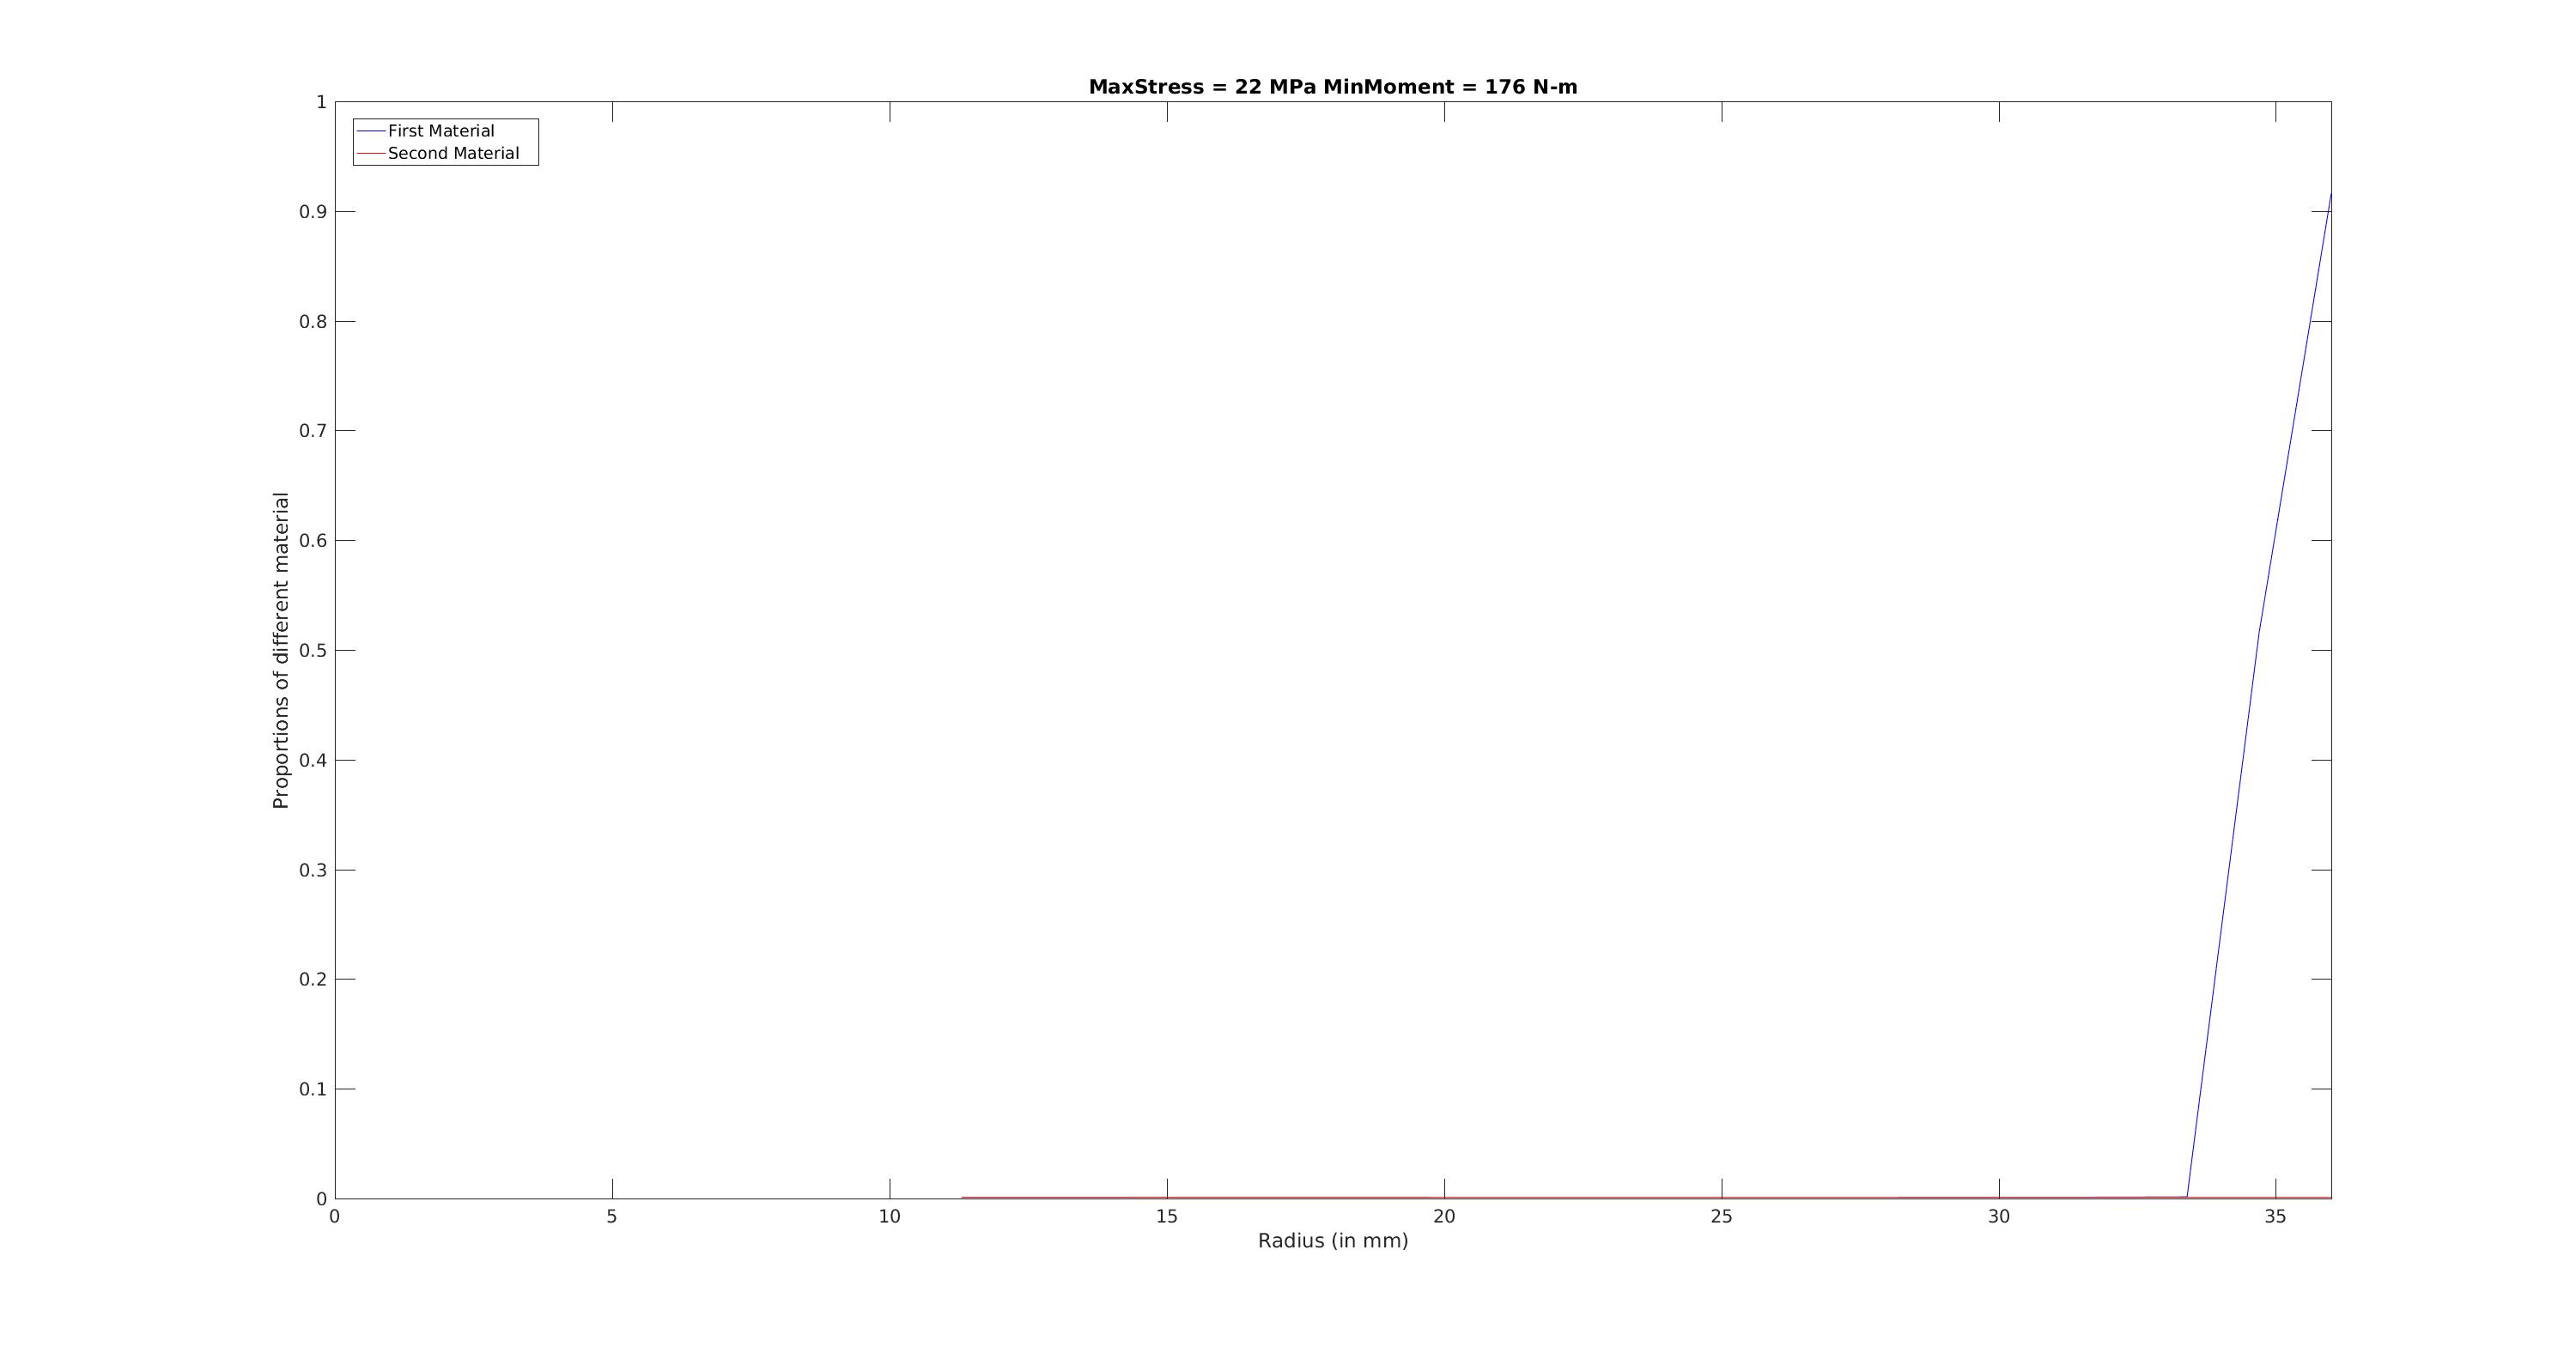 MaxStress = 22 MPa MinMoment = 176 N-m
First Material
Second Material
1
0.9
0.8
0.7
0.6
0.5
0.4
0.3
0.2
0.1
0
Proportions of different material
0 5 10 15 20 25 30 35
Radius (in mm)